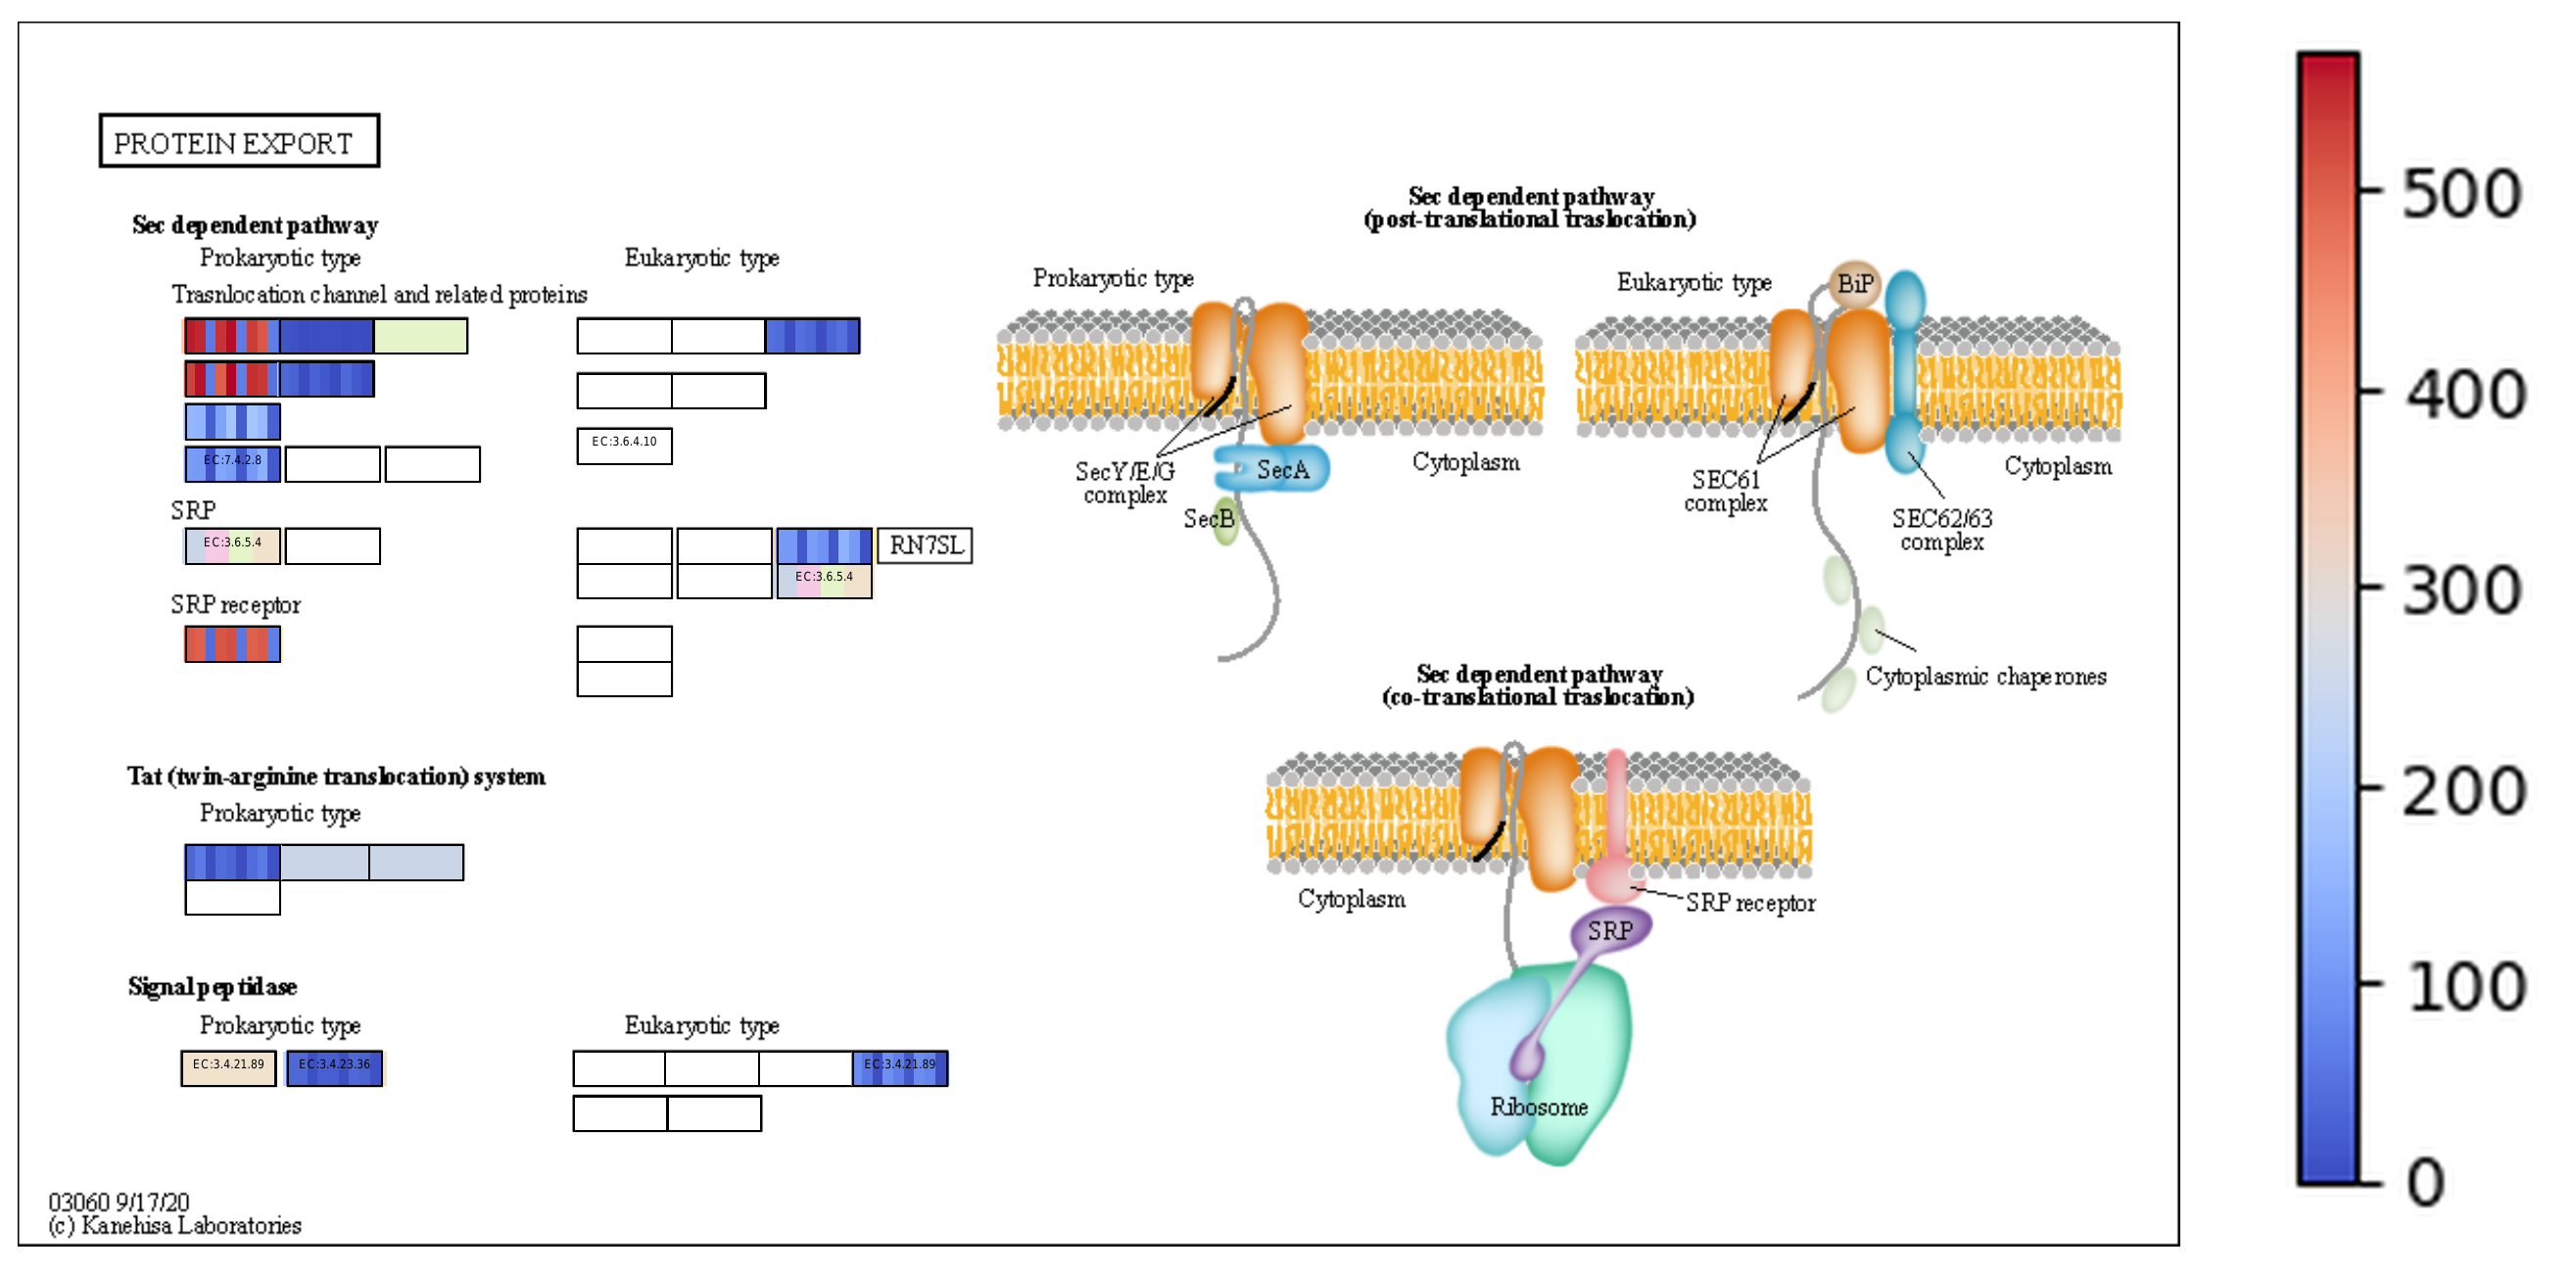 PROTEIN EXPORT
Sec dependent pathway
Prokaryotic type
Eukaryotic type
Trasnlocation channel and related proteins
EC:3.6.4.10
EC:7.4.2.8
SRP
EC:3.6.5.4
RN7SL
EC:3.6.5.4
SRP receptor
Tat (twin-arginine translocation) system
Prokaryotic type
Signal peptidase
Prokaryotic type
Eukaryotic type
EC:3.4.21.89
EC:3.4.23.36
EC:3.4.21.89
03060 9/17/20
(c) Kanehisa Laboratories
Sec dependent pathway
(post-translational traslocation)
Prokaryotic type
Eukaryotic type
BiP
SecY/E/G
complex
SecA
SecB
Cytoplasm
SEC61
complex
SEC62/63
complex
Cytoplasm
Cytoplasmic chaperones
Sec dependent pathway
(co-translational traslocation)
Cytoplasm
SRP receptor
SRP
Ribosome
500
400
300
200
100
0